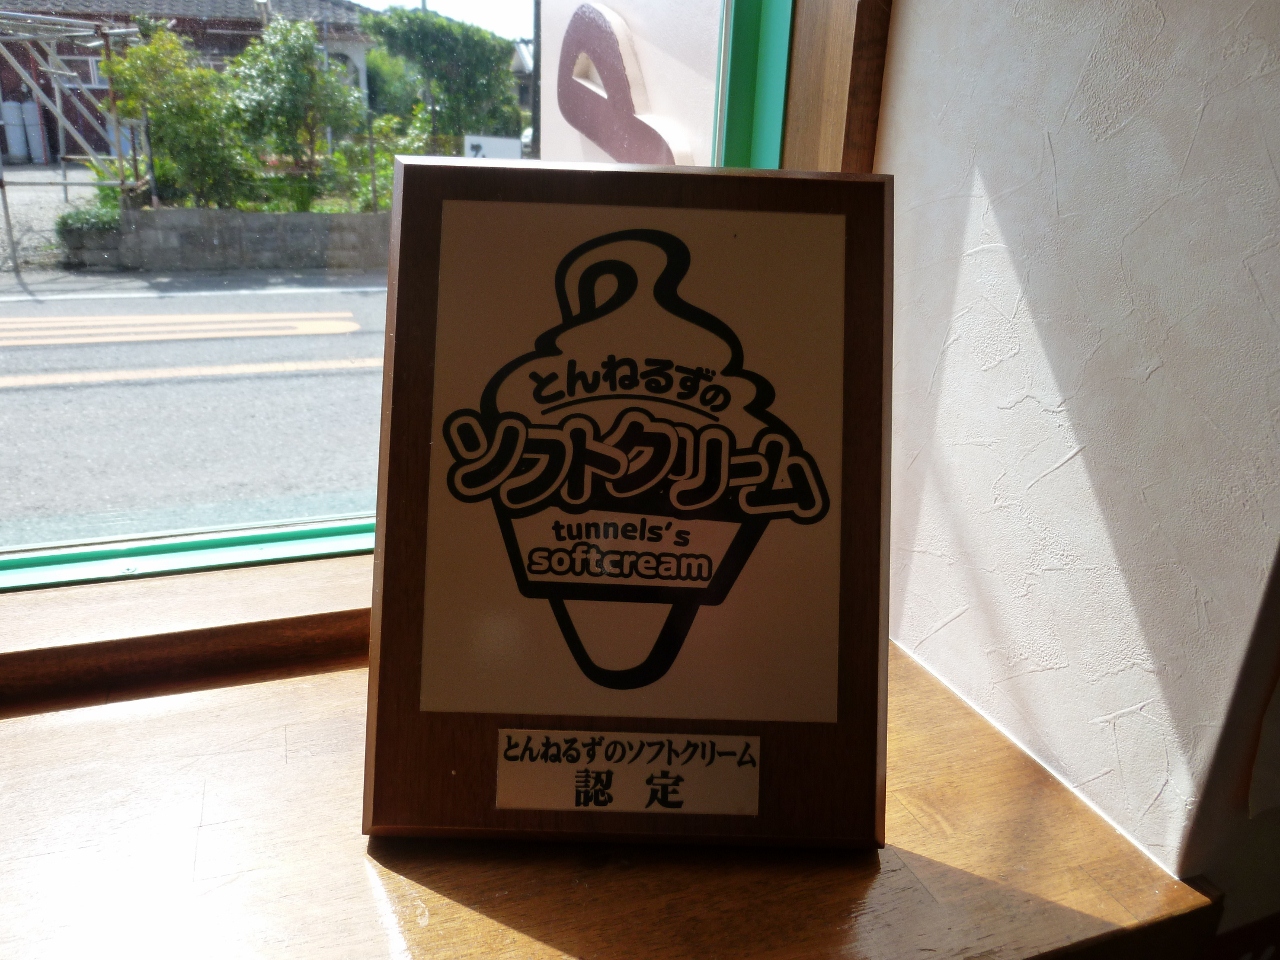 とんねるずの
ソフトクリーム
tunnels's
softcream
とんねるずのソフトクリーム
認 定